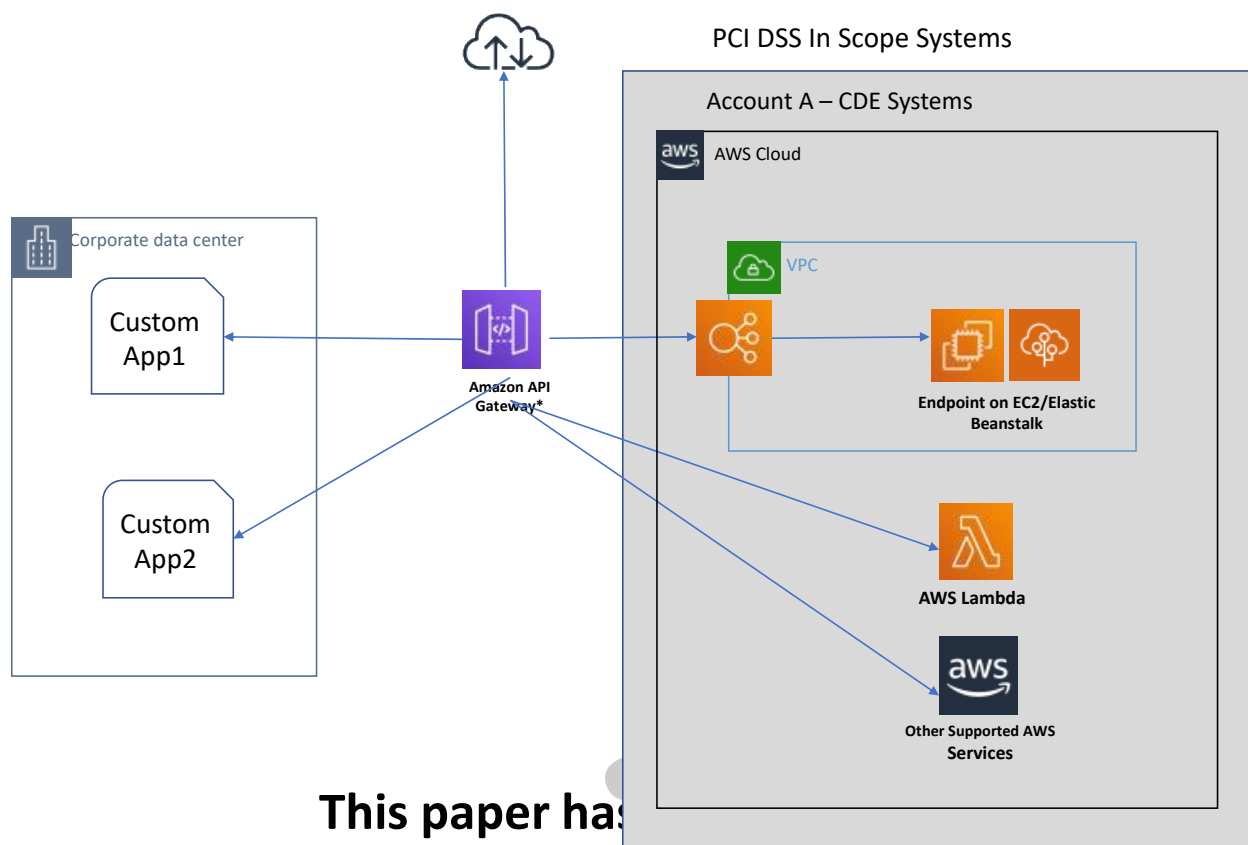 PCI DSS In Scope Systems
Account A – CDE Systems
aws
AWS Cloud
Corporate data center
VPC
Custom
App1
</>
Amazon API
Gateway*
Endpoint on EC2/Elastic
Beanstalk
Custom
App2
AWS Lambda
aws
Other Supported AWS
Services
This paper has